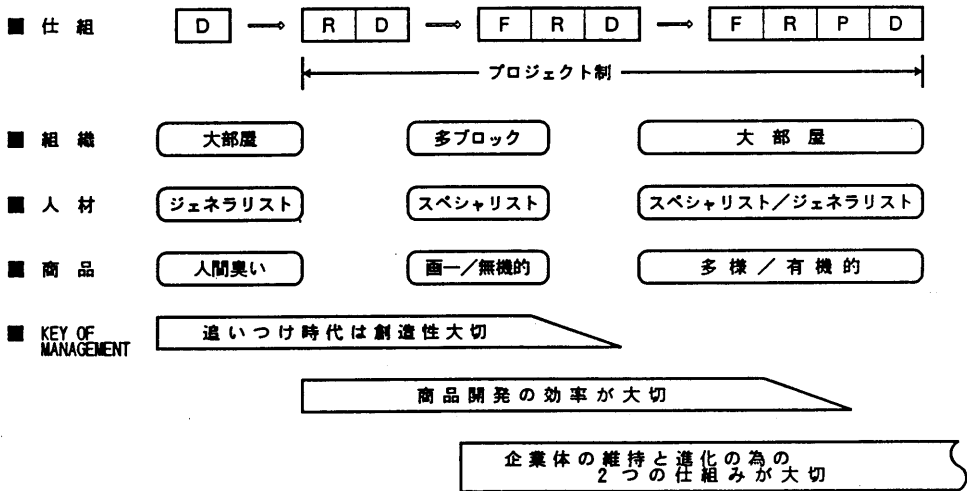 ■ 仕組 D → R D → F R D → F R P D
プロジェクト制
■ 組織 大部屋 多ブロック 大部屋
■ 人材 ジェネラリスト スペシャリスト スペシャリスト／ジェネラリスト
■ 商品 人間臭い 画一／無機的 多様／有機的
■ KEY OF MANAGEMENT 追いつけ時代は創造性大切
商品開発の効率が大切
企業体の維持と進化の為の
2つの仕組みが大切